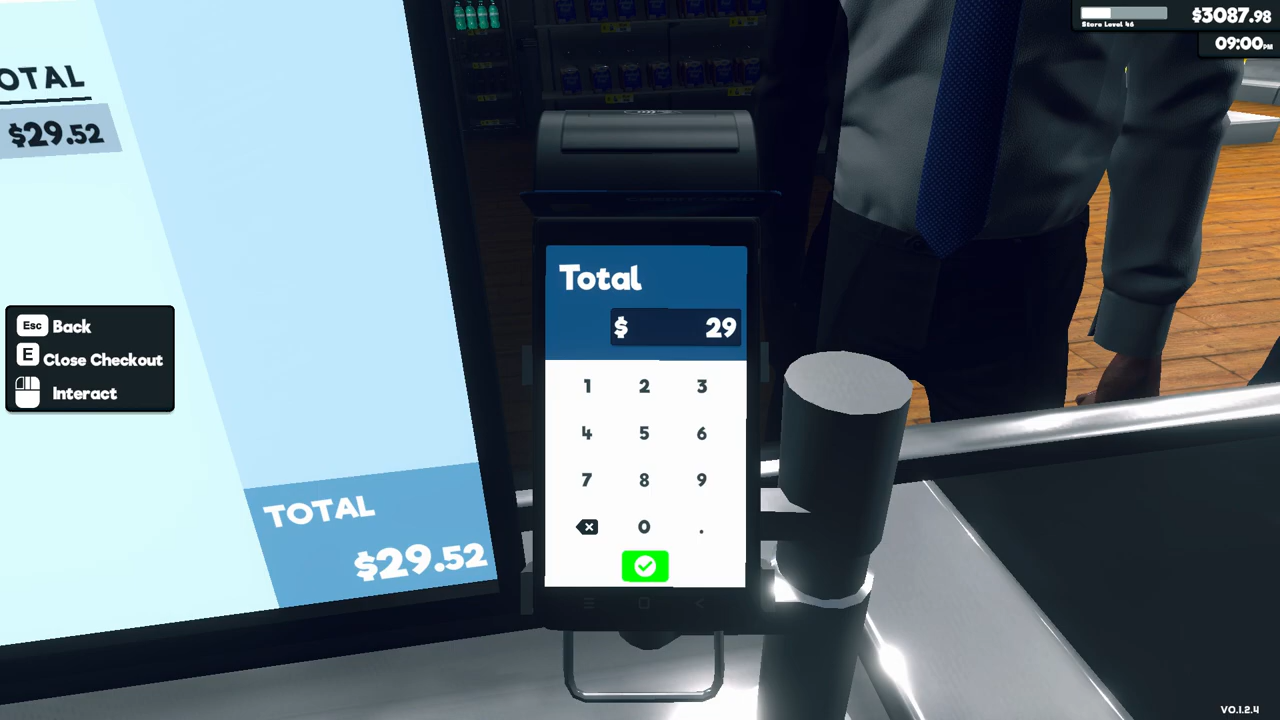 $3087.98
Store Level 46
09:00PM
OTAL
$29.52
Esc Back
E Close Checkout
Interact
Total
$ 29
1 2 3
4 5 6
7 8 9
0 .
TOTAL
$29.52
V0.1.2.4